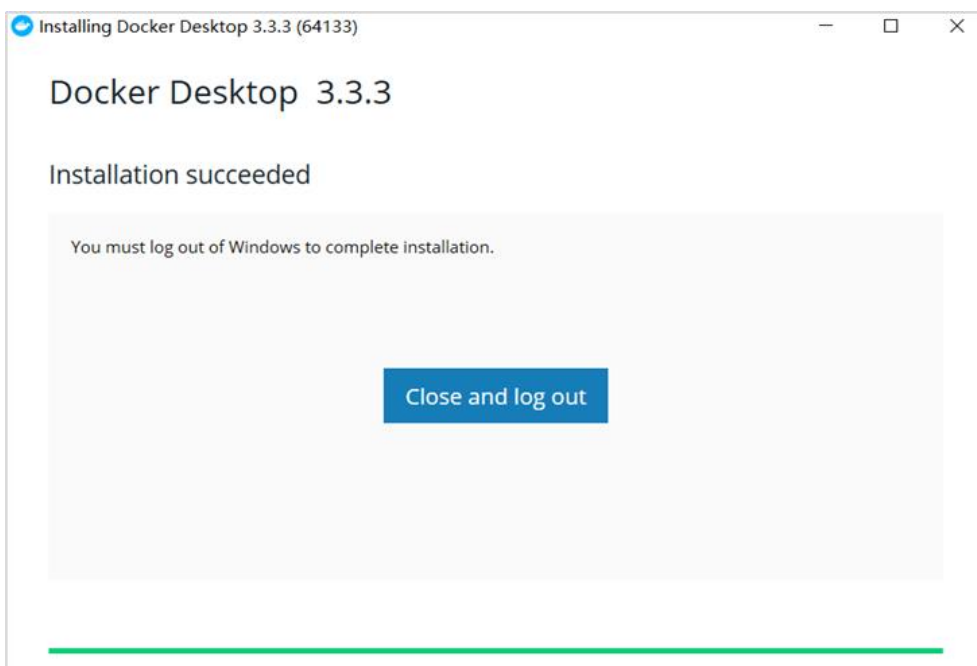 Installing Docker Desktop 3.3.3 (64133)
Docker Desktop 3.3.3
Installation succeeded
You must log out of Windows to complete installation.
Close and log out